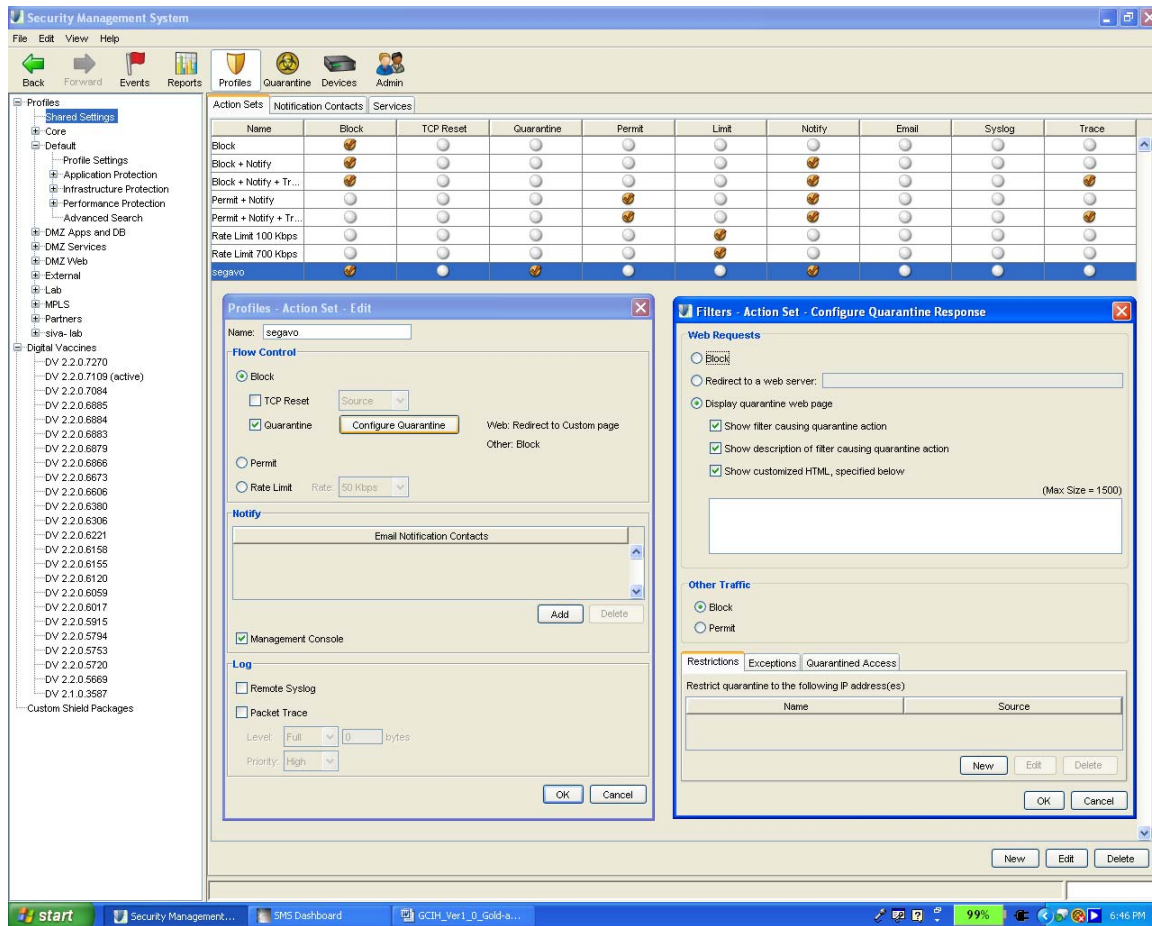 Security Management System
File Edit View Help
Back Forward Events Reports Profiles Quarantine Devices Admin
Profiles
Shared Settings
Core
Default
Profile Settings
Application Protection
Infrastructure Protection
Performance Protection
Advanced Search
DMZ Apps and DB
DMZ Services
DMZ Web
External
Lab
MPLS
Partners
siva- lab
Digital Vaccines
DV 2.2.0.7270
DV 2.2.0.7109 (active)
DV 2.2.0.7084
DV 2.2.0.6885
DV 2.2.0.6884
DV 2.2.0.6883
DV 2.2.0.6879
DV 2.2.0.6866
DV 2.2.0.6673
DV 2.2.0.6606
DV 2.2.0.6380
DV 2.2.0.6306
DV 2.2.0.6221
DV 2.2.0.6158
DV 2.2.0.6155
DV 2.2.0.6120
DV 2.2.0.6059
DV 2.2.0.6017
DV 2.2.0.5915
DV 2.2.0.5794
DV 2.2.0.5753
DV 2.2.0.5720
DV 2.2.0.5669
DV 2.1.0.3587
Custom Shield Packages
Action Sets Notification Contacts Services
Name Block TCP Reset Quarantine Permit Limit Notify Email Syslog Trace
Block
Block + Notify
Block + Notify + Tr...
Permit + Notify
Permit + Notify + Tr...
Rate Limit 100 Kbps
Rate Limit 700 Kbps
segavo
Profiles - Action Set - Edit
Name: segavo
Flow Control
Block
TCP Reset Source
Quarantine Configure Quarantine Web: Redirect to Custom page
Other: Block
Permit
Rate Limit Rate: 50 Kbps
Notify
Email Notification Contacts
Add Delete
Management Console
Log
Remote Syslog
Packet Trace
Level: Full 0 bytes
Priority: High
OK Cancel
Filters - Action Set - Configure Quarantine Response
Web Requests
Block
Redirect to a web server:
Display quarantine web page
Show filter causing quarantine action
Show description of filter causing quarantine action
Show customized HTML, specified below
(Max Size = 1500)
Other Traffic
Block
Permit
Restrictions Exceptions Quarantined Access
Restrict quarantine to the following IP address(es)
Name Source
New Edit Delete
OK Cancel
New Edit Delete
start Security Management... SMS Dashboard GCIH_Ver1_0_Gold-a... 99% 6:46 PM